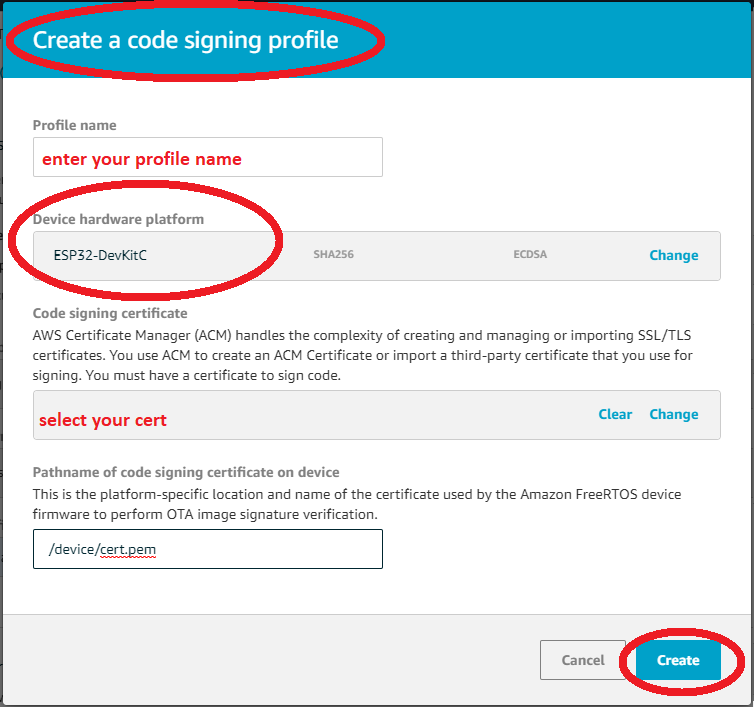 Create a code signing profile
Profile name
enter your profile name
Device hardware platform
ESP32-DevKitC SHA256 ECDSA Change
Code signing certificate
AWS Certificate Manager (ACM) handles the complexity of creating and managing or importing SSL/TLS
certificates. You use ACM to create an ACM Certificate or import a third-party certificate that you use for
signing. You must have a certificate to sign code.
select your cert Clear Change
Pathname of code signing certificate on device
This is the platform-specific location and name of the certificate used by the Amazon FreeRTOS device
firmware to perform OTA image signature verification.
/device/cert.pem
Cancel Create